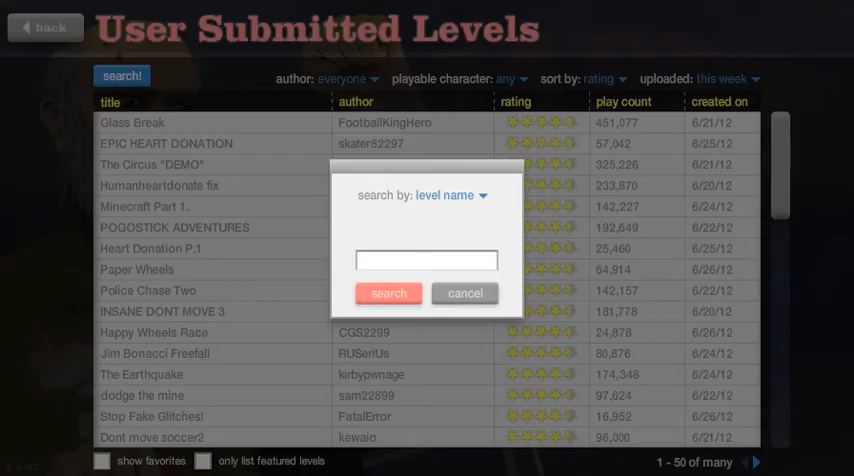 back
User Submitted Levels
search!
author: everyone playable character: any sort by: rating uploaded: this week
title author rating play count created on
Glass Break FootballKingHero 451,077 6/21/12
EPIC HEART DONATION skater82297 57,042 6/25/12
The Circus "DEMO" 325,226 6/21/12
Humanheartdonate fix 233,870 6/20/12
Minecraft Part 1. 142,227 6/24/12
POGOSTICK ADVENTURES 192,649 6/22/12
Heart Donation P.1 25,460 6/25/12
Paper Wheels 64,914 6/26/12
Police Chase Two 142,157 6/22/12
INSANE DONT MOVE 3 181,778 6/20/12
Happy Wheels Race CGS2299 24,878 6/26/12
Jim Bonacci Freefall RUSeriUs 80,876 6/24/12
The Earthquake kirbypwnage 174,348 6/24/12
dodge the mine sam22899 97,624 6/22/12
Stop Fake Glitches! FatalError 16,952 6/26/12
Dont move soccer2 kewaio 96,000 6/21/12
search by: level name
search cancel
show favorites only list featured levels 1 - 50 of many